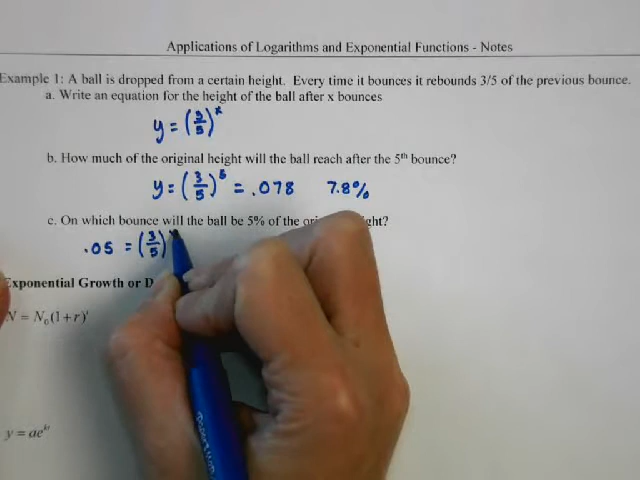 Applications of Logarithms and Exponential Functions - Notes
Example 1: A ball is dropped from a certain height. Every time it bounces it rebounds 3/5 of the previous bounce.
a. Write an equation for the height of the ball after x bounces
y = (3/5)^x
b. How much of the original height will the ball reach after the 5th bounce?
y = (3/5)^5 = .078 7.8%
c. On which bounce will the ball be 5% of the
.05 = (3/5)
Exponential Growth or
N = N₀(1+r)^t
y = ae^kt